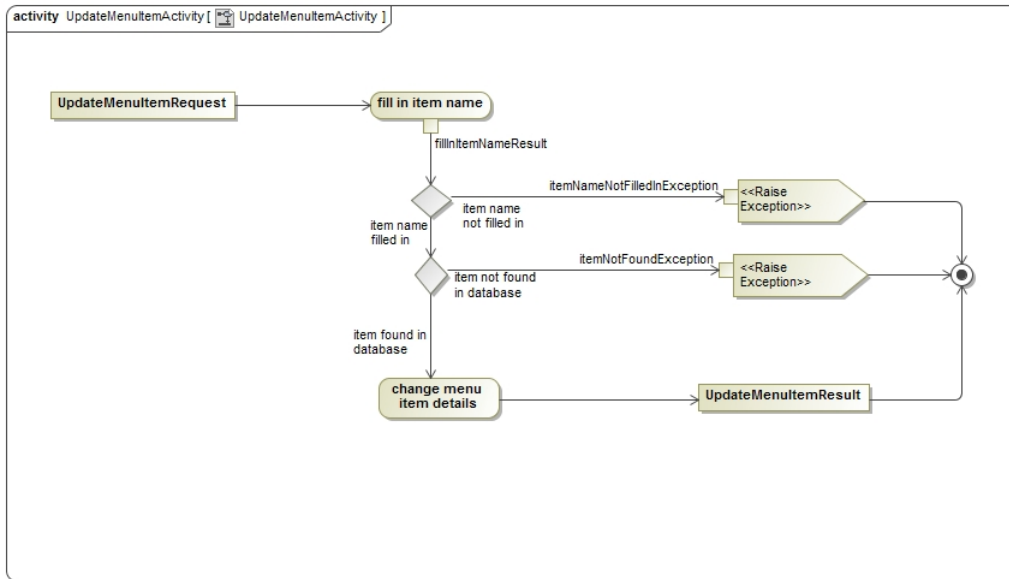 activity UpdateMenuItemActivity [ UpdateMenuItemActivity ]
UpdateMenuItemRequest
fill in item name
fillInItemNameResult
itemNameNotFilledInException
<<Raise
Exception>>
item name
not filled in
item name
filled in
itemNotFoundException
<<Raise
Exception>>
item not found
in database
item found in
database
change menu
item details
UpdateMenuItemResult